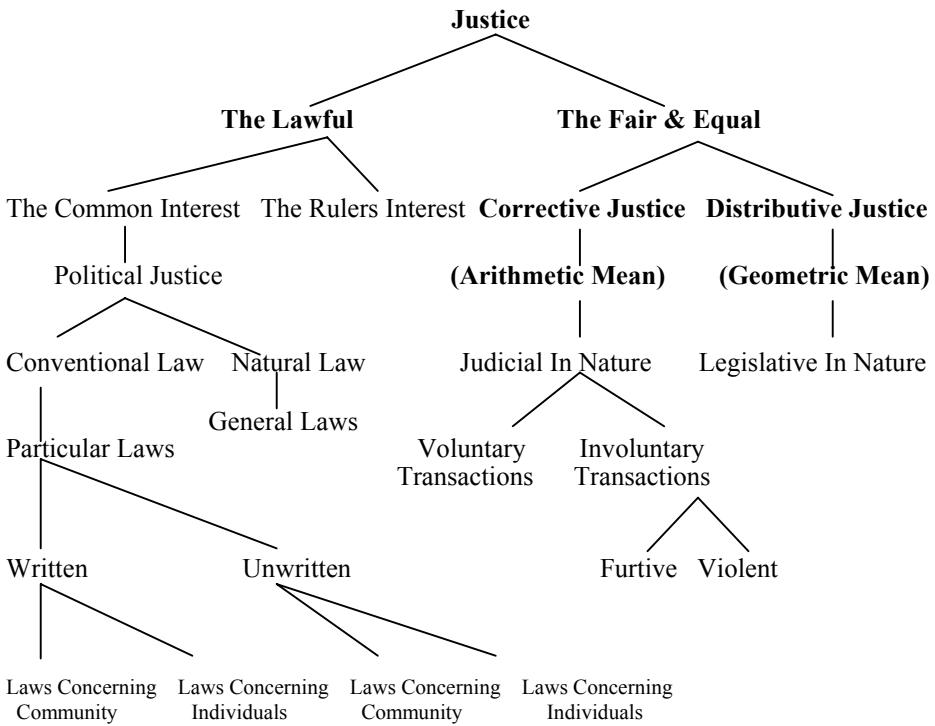 Justice
The Lawful The Fair & Equal
The Common Interest The Rulers Interest Corrective Justice Distributive Justice
Political Justice (Arithmetic Mean) (Geometric Mean)
Conventional Law Natural Law Judicial In Nature Legislative In Nature
General Laws
Particular Laws Voluntary Involuntary
Transactions Transactions
Written Unwritten Furtive Violent
Laws Concerning Laws Concerning Laws Concerning Laws Concerning
Community Individuals Community Individuals